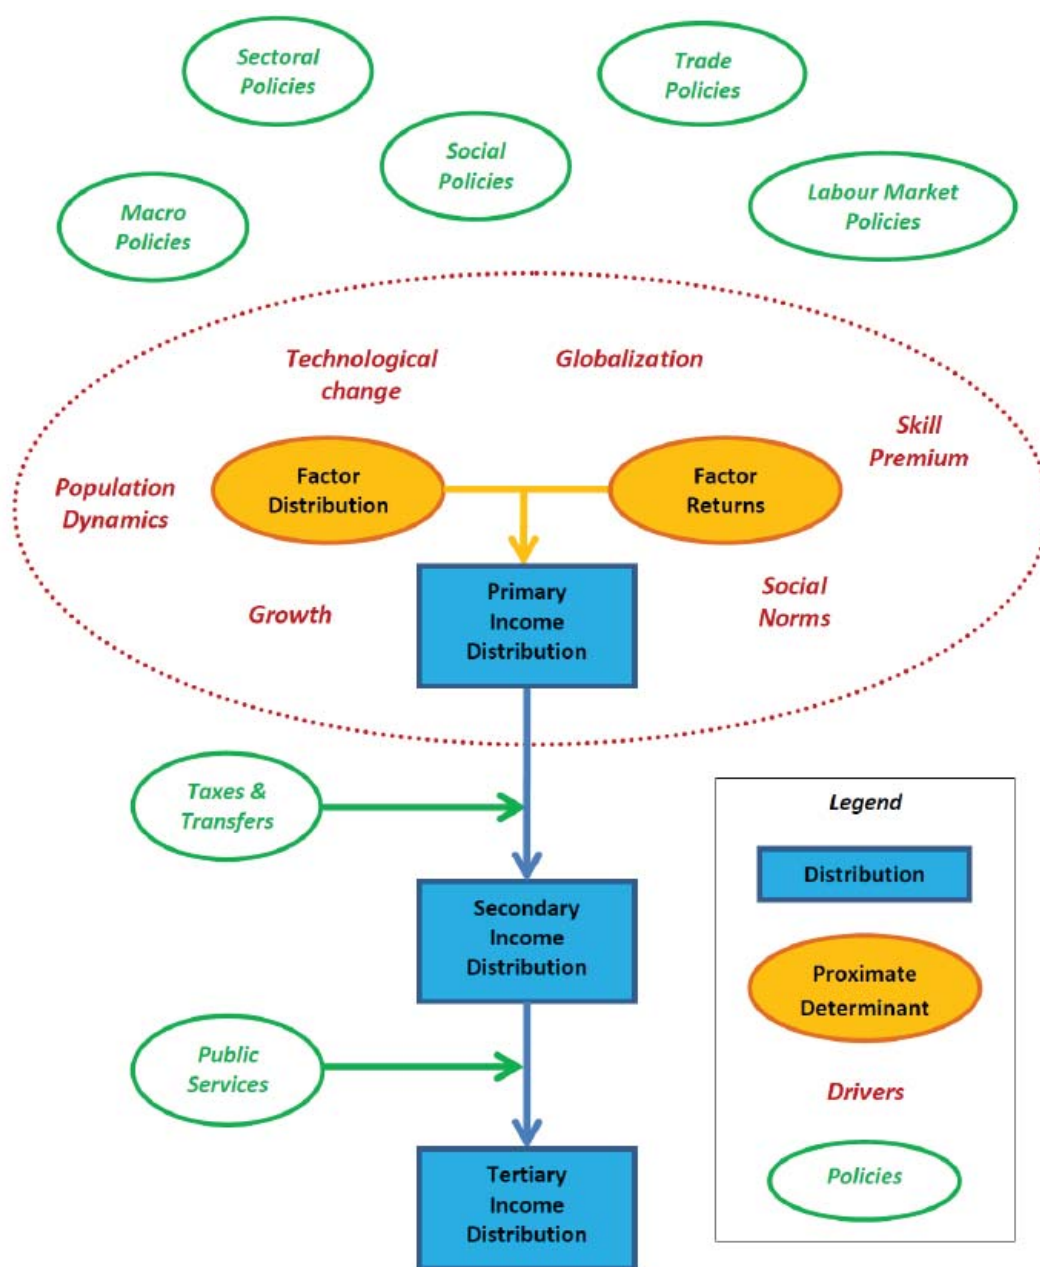 Sectoral
Policies
Trade
Policies
Social
Policies
Macro
Policies
Labour Market
Policies
Technological
change
Globalization
Skill
Premium
Population
Dynamics
Factor
Distribution
Factor
Returns
Growth
Primary
Income
Distribution
Social
Norms
Taxes &
Transfers
Secondary
Income
Distribution
Public
Services
Tertiary
Income
Distribution
Legend
Distribution
Proximate
Determinant
Drivers
Policies